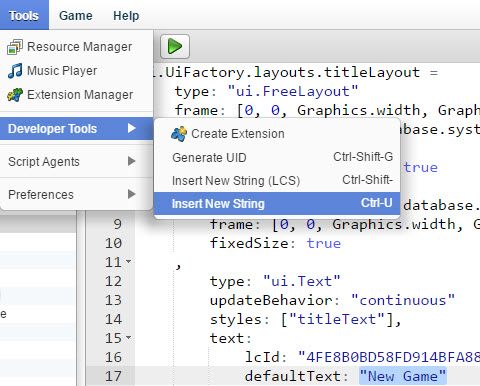 Tools Game Help
Resource Manager
Music Player
Extension Manager
Developer Tools
Script Agents
Preferences
Create Extension
Generate UID Ctrl-Shift-G
Insert New String (LCS) Ctrl-Shift-
Insert New String Ctrl-U
.UiFactory.layouts.titleLayout =
type: "ui.FreeLayout"
frame: [0, 0, Graphics.width, Grap
abase.syst
true
database.
9 frame: [0, 0, Graphics.width, G
10 fixedSize: true
11 ,
12 type: "ui.Text"
13 updateBehavior: "continuous"
14 styles: ["titleText"],
15 text:
16 lcId: "4FE8B0BD58FD914BFA88
17 defaultText: "New Game"